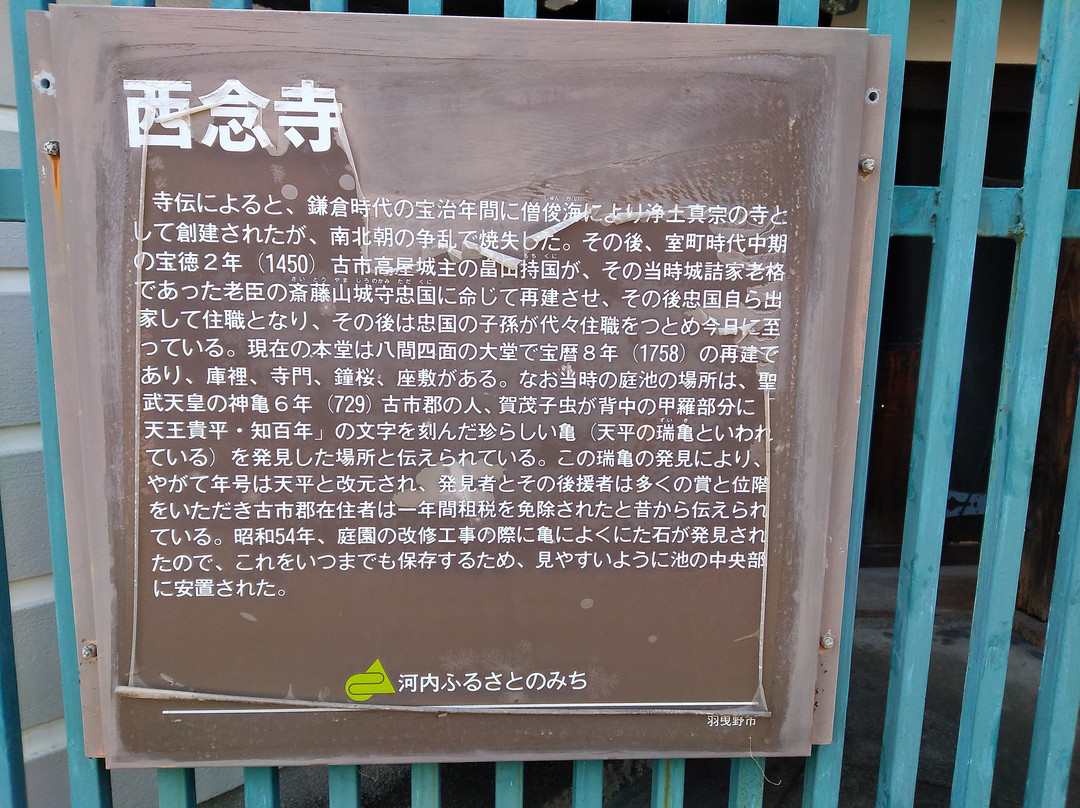 西念寺
寺伝によると、鎌倉時代の宝治年間に僧俊海により浄土真宗の寺と
して創建されたが、南北朝の争乱で焼失した。その後、室町時代中期
の宝徳2年（1450）古市高屋城主の畠山持国が、その当時城詰家老格
であった老臣の斎藤山城守忠国に命じて再建させ、その後忠国自ら出
家して住職となり、その後は忠国の子孫が代々住職をつとめ今日に至
っている。現在の本堂は八間四面の大堂で宝暦8年（1758）の再建で
あり、庫裡、寺門、鐘桜、座敷がある。なお当時の庭池の場所は、聖
武天皇の神亀6年（729）古市郡の人、賀茂子虫が背中の甲羅部分に
天王貴平・知百年」の文字を刻んだ珍らしい亀（天平の瑞亀といわれ
ている）を発見した場所と伝えられている。この瑞亀の発見により、
やがて年号は天平と改元され、発見者とその後援者は多くの賞と位階
をいただき古市郡在住者は一年間租税を免除されたと昔から伝えられ
ている。昭和54年、庭園の改修工事の際に亀によくにた石が発見され
たので、これをいつまでも保存するため、見やすいように池の中央部
に安置された。
河内ふるさとのみち
羽曳野市